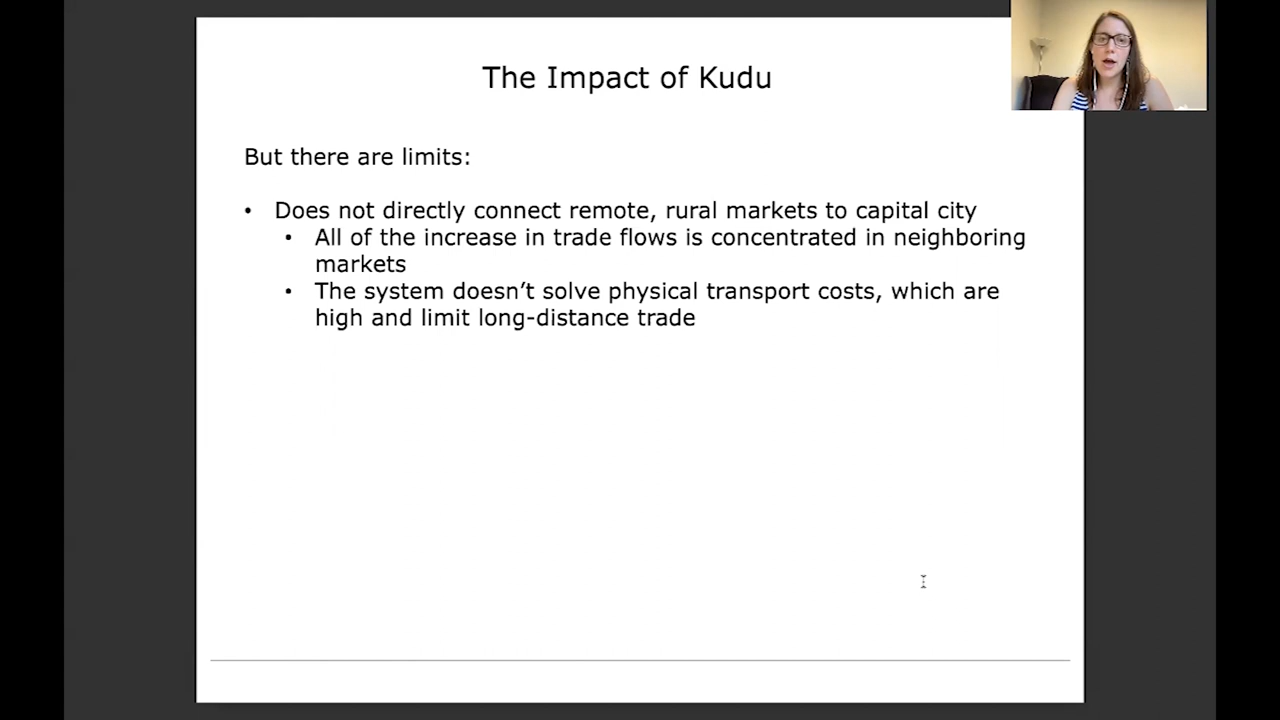 The Impact of Kudu
But there are limits:
• Does not directly connect remote, rural markets to capital city
• All of the increase in trade flows is concentrated in neighboring
markets
• The system doesn’t solve physical transport costs, which are
high and limit long-distance trade